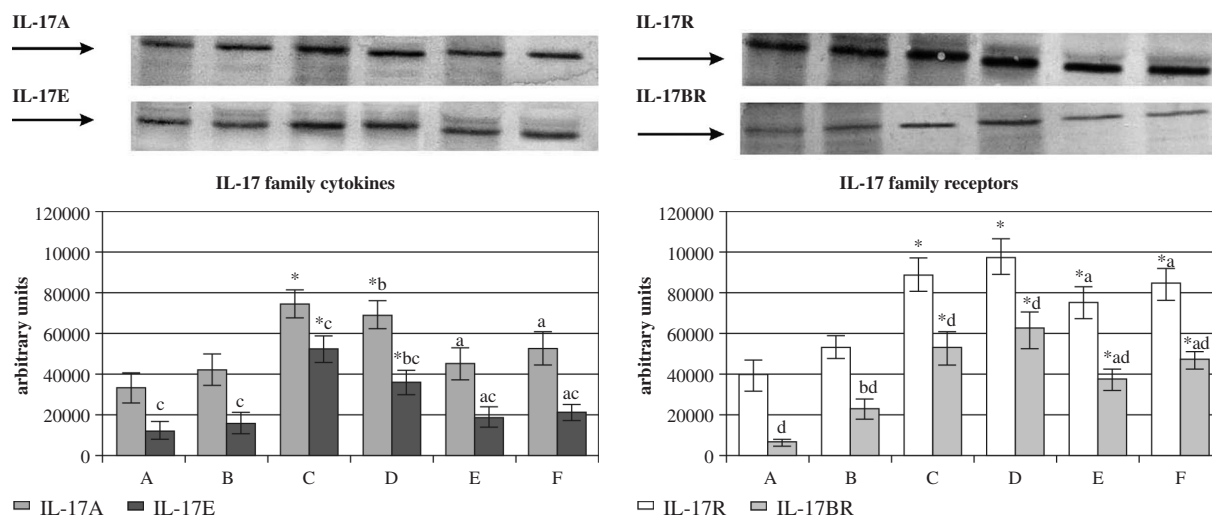 IL-17A
IL-17E
IL-17 family cytokines
arbitrary units
120000
100000
80000
60000
40000
20000
0
c
c
*
*c
*b
*bc
a
ac
a
ac
A B C D E F
IL-17A IL-17E
IL-17R
IL-17BR
IL-17 family receptors
arbitrary units
120000
100000
80000
60000
40000
20000
0
d
bd
*
*d
*
*d
*a
*ad
*a
*ad
A B C D E F
IL-17R IL-17BR